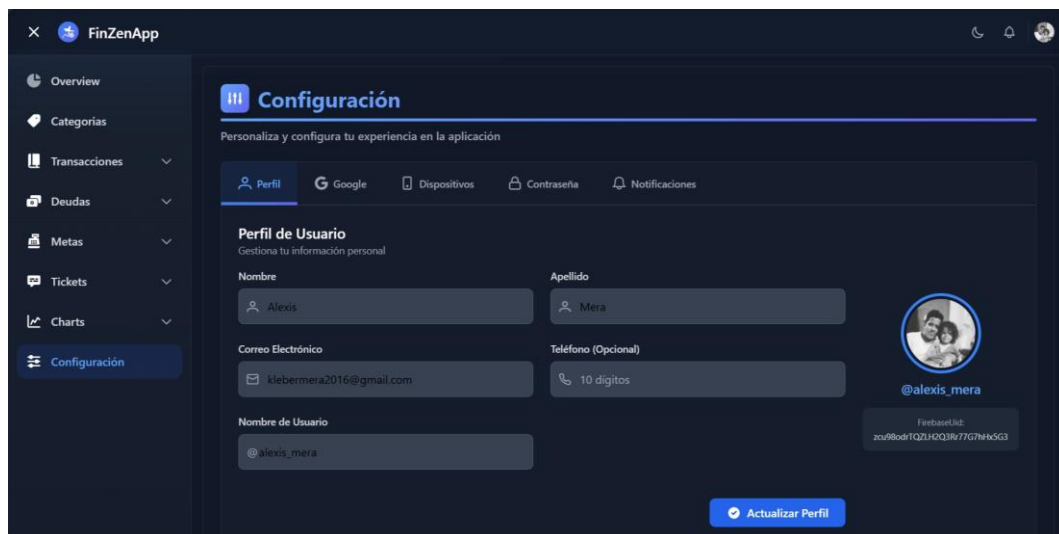 FinZenApp
Overview
Categorias
Transacciones
Deudas
Metas
Tickets
Charts
Configuración
Configuración
Personaliza y configura tu experiencia en la aplicación
Perfil
Google
Dispositivos
Contraseña
Notificaciones
Perfil de Usuario
Gestiona tu información personal
Nombre
Apellido
Alexis
Mera
Correo Electrónico
Teléfono (Opcional)
klebermera2016@gmail.com
10 dígitos
Nombre de Usuario
@ alexis_mera
@alexis_mera
FirebaseUid:
zcu98odrTQZLH2Q3Rr77G7hHx5G3
Actualizar Perfil